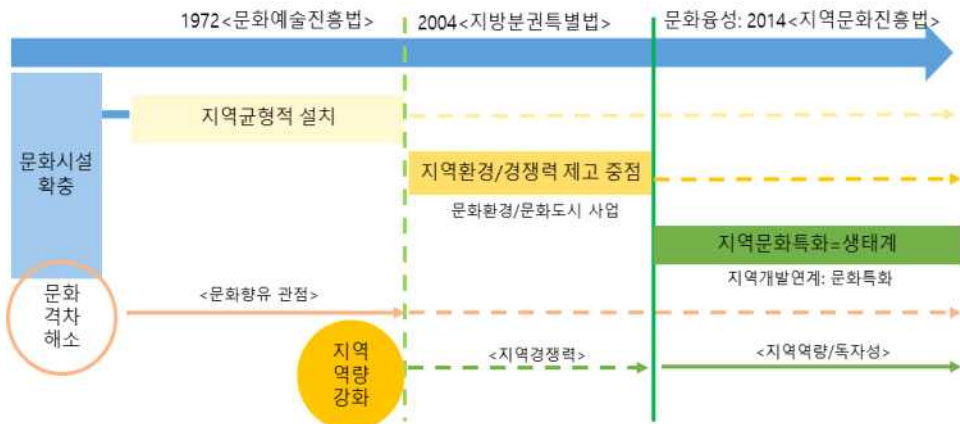 1972<문화예술진흥법>
2004<지방분권특별법>
문화융성: 2014<지역문화진흥법>
문화시설
확충
지역균형적 설치
지역환경/경쟁력 제고 중점
문화환경/문화도시 사업
지역문화특화=생태계
지역개발연계: 문화특화
문화
격차
해소
<문화향유 관점>
지역
역량
강화
<지역경쟁력>
<지역역량/독자성>